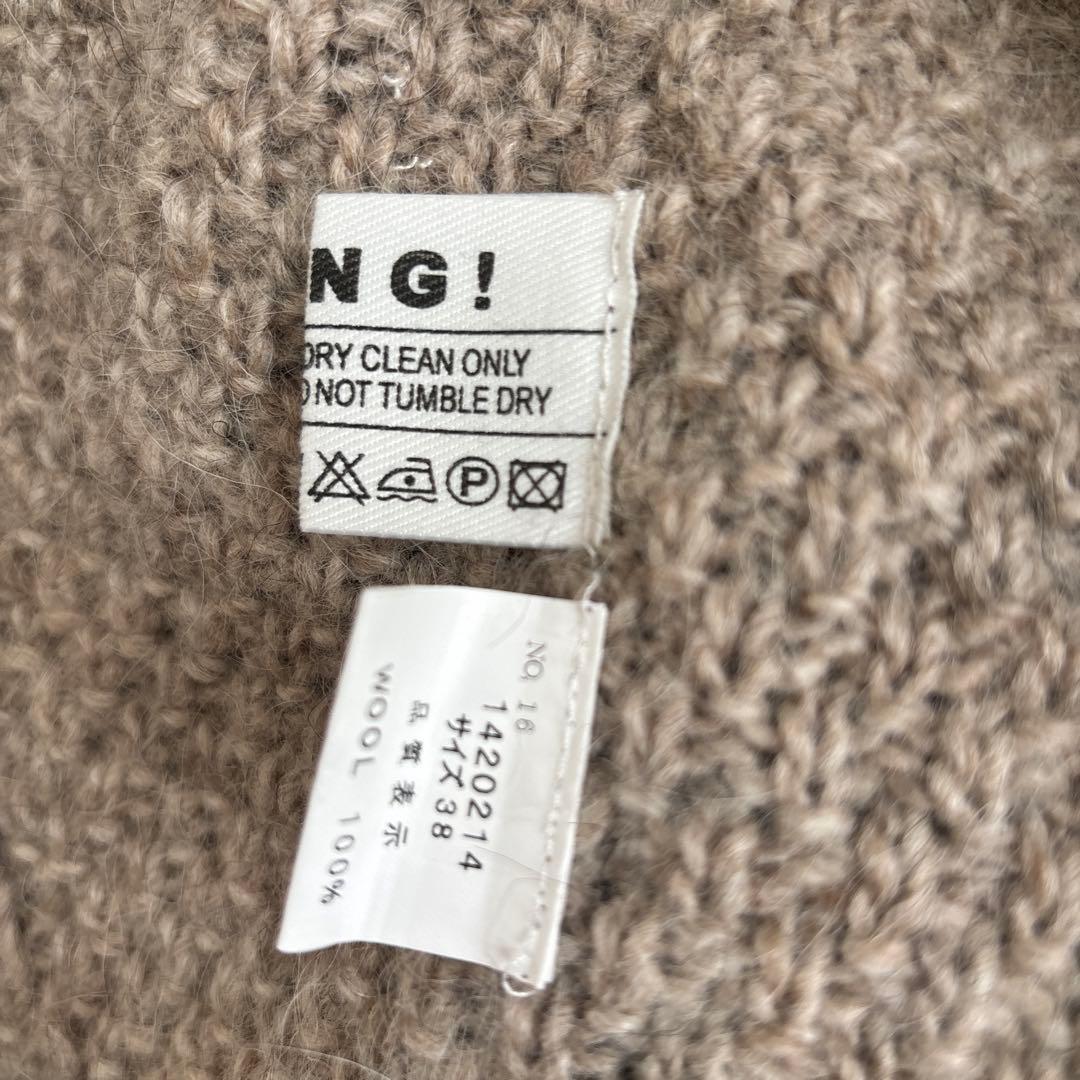 NG!
DRY CLEAN ONLY
O NOT TUMBLE DRY
P
NO. 16
1420214
サイズ38
品質表示
WOOL 100%